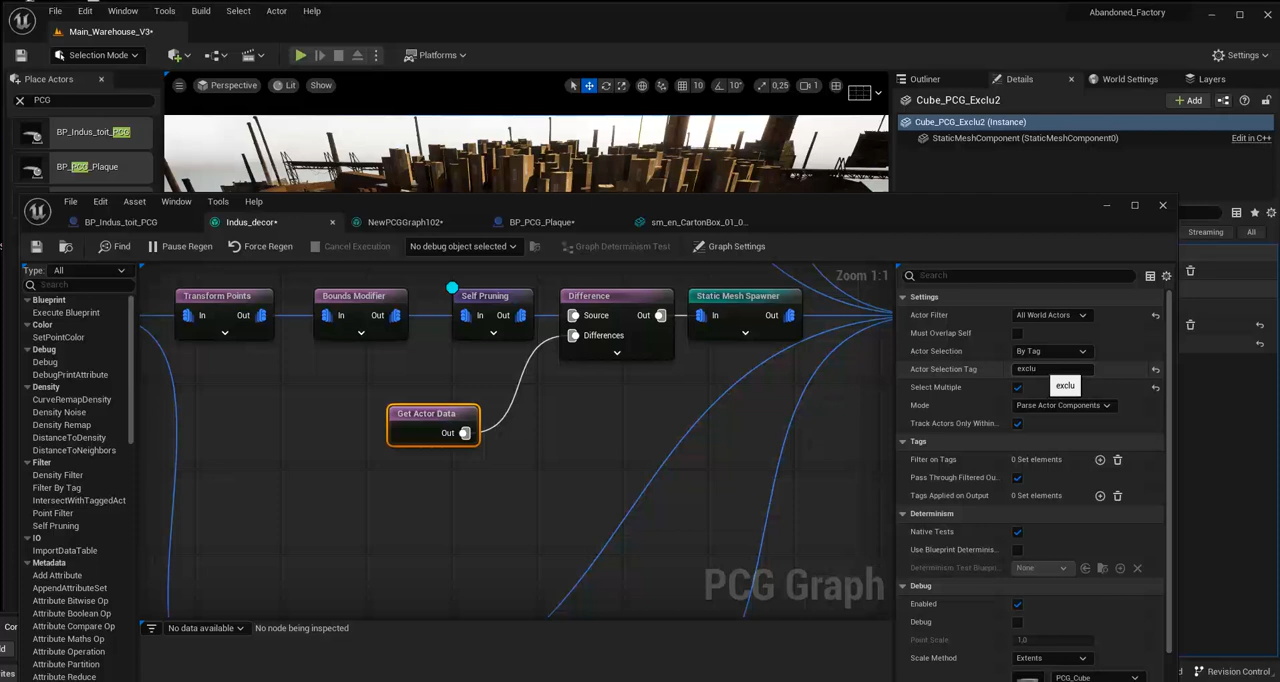 File Edit Window Tools Build Select Actor Help
Abandoned_Factory
Main_Warehouse_V3*
Selection Mode
Platforms
Settings
Place Actors
PCG
BP_Indus_toit_PCG
BP_PCG_Plaque
Perspective Lit Show
10 10° 0,25 1
Outliner Details World Settings Layers
Cube_PCG_Exclu2
Add
Cube_PCG_Exclu2 (Instance)
StaticMeshComponent (StaticMeshComponent0)
Edit in C++
Streaming All
File Edit Asset Window Tools Help
BP_Indus_toit_PCG
Indus_decor*
NewPCGGraph102*
BP_PCG_Plaque*
sm_en_CartonBox_01_0...
Find Pause Regen Force Regen Cancel Execution No debug object selected Graph Determinism Test Graph Settings
Type: All
Search
Blueprint
Execute Blueprint
Color
SetPointColor
Debug
Debug
DebugPrintAttribute
Density
CurveRemapDensity
Density Noise
Density Remap
DistanceToDensity
DistanceToNeighbors
Filter
Density Filter
Filter By Tag
IntersectWithTaggedAct
Point Filter
Self Pruning
IO
ImportDataTable
Metadata
Add Attribute
AppendAttributeSet
Attribute Bitwise Op
Attribute Boolean Op
Attribute Compare Op
Attribute Maths Op
Attribute Operation
Attribute Partition
Attribute Reduce
Zoom 1:1
Transform Points
In Out
Bounds Modifier
In Out
Self Pruning
In Out
Difference
Source Out
Differences
Static Mesh Spawner
In Out
Get Actor Data
Out
PCG Graph
No data available No node being inspected
Search
Settings
Actor Filter All World Actors
Must Overlap Self
Actor Selection By Tag
Actor Selection Tag exclu
exclu
Select Multiple
Mode Parse Actor Components
Track Actors Only Within...
Tags
Filter on Tags 0 Set elements
Pass Through Filtered Ou...
Tags Applied on Output 0 Set elements
Determinism
Native Tests
Use Blueprint Determinis...
Determinism Test Blueprin... None
Debug
Enabled
Debug
Point Scale 1,0
Scale Method Extents
PCG_Cube
Revision Control